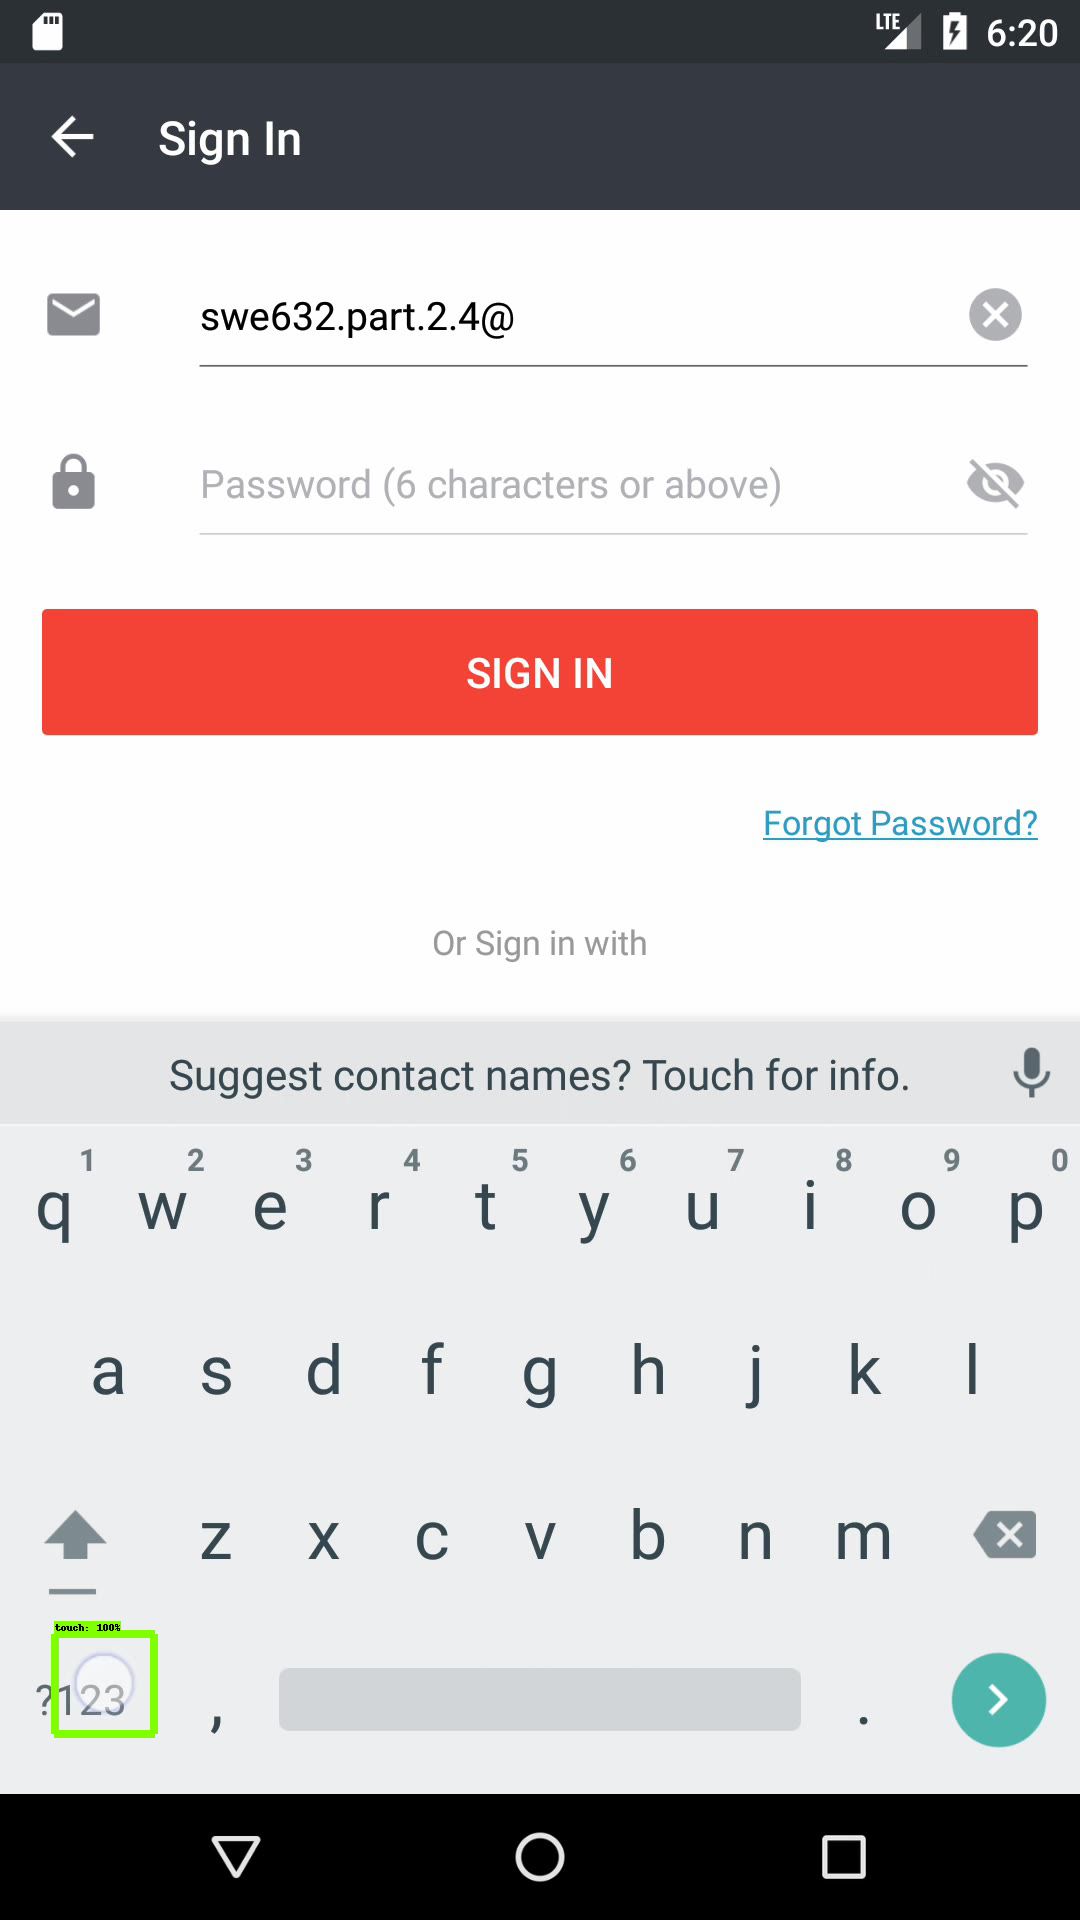 LTE 6:20
Sign In
swe632.part.2.4@
Password (6 characters or above)
SIGN IN
Forgot Password?
Or Sign in with
Suggest contact names? Touch for info.
1 2 3 4 5 6 7 8 9 0
q w e r t y u i o p
a s d f g h j k l
z x c v b n m
touch: 100%
?123 , .